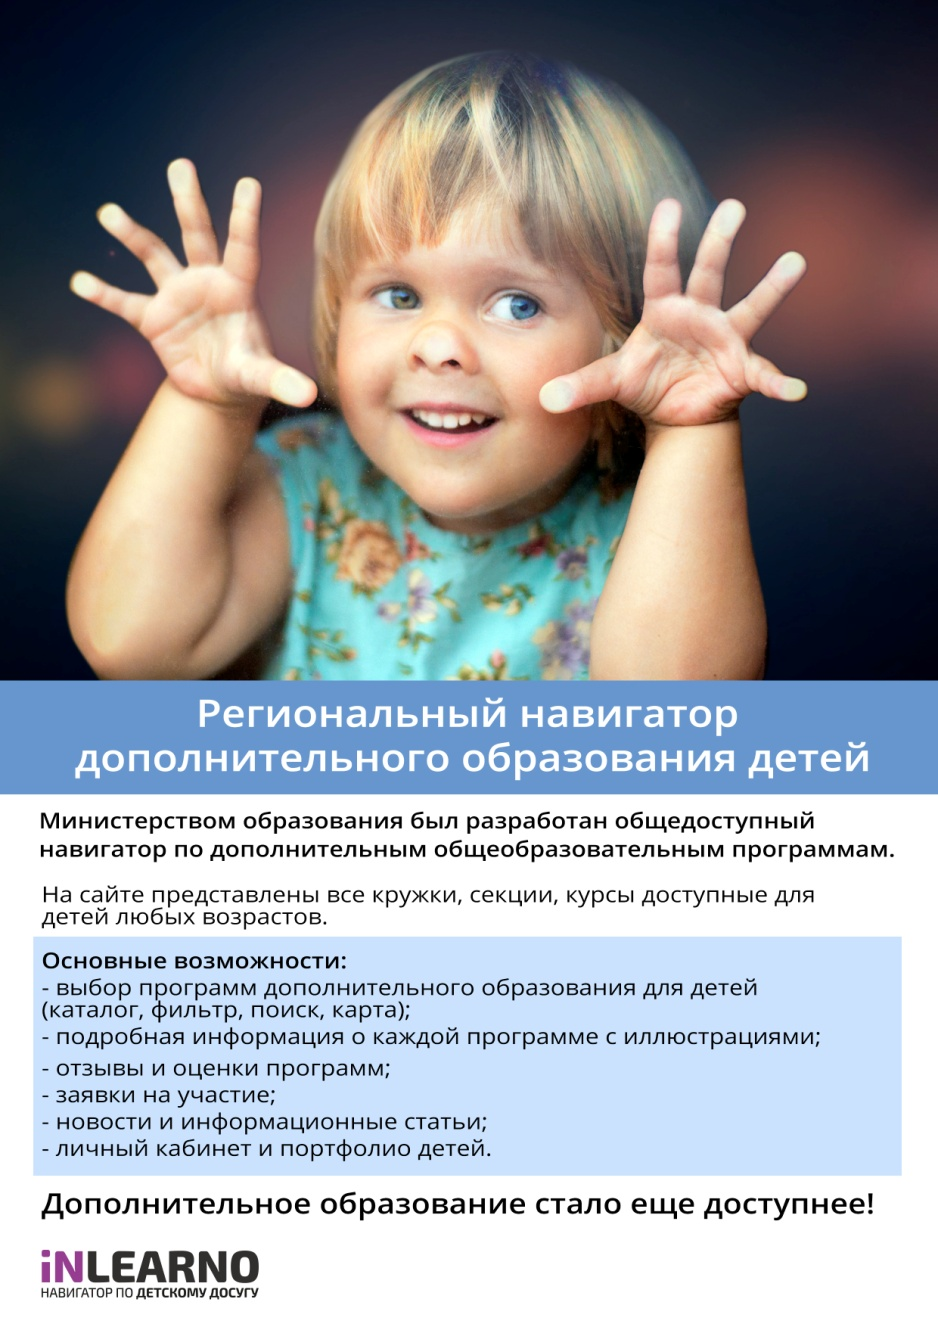 Региональный навигатор
дополнительного образования детей
Министерством образования был разработан общедоступный
навигатор по дополнительным общеобразовательным программам.
На сайте представлены все кружки, секции, курсы доступные для
детей любых возрастов.
Основные возможности:
- выбор программ дополнительного образования для детей
(каталог, фильтр, поиск, карта);
- подробная информация о каждой программе с иллюстрациями;
- отзывы и оценки программ;
- заявки на участие;
- новости и информационные статьи;
- личный кабинет и портфолио детей.
Дополнительное образование стало еще доступнее!
iNLEARNO
НАВИГАТОР ПО ДЕТСКОМУ ДОСУГУ